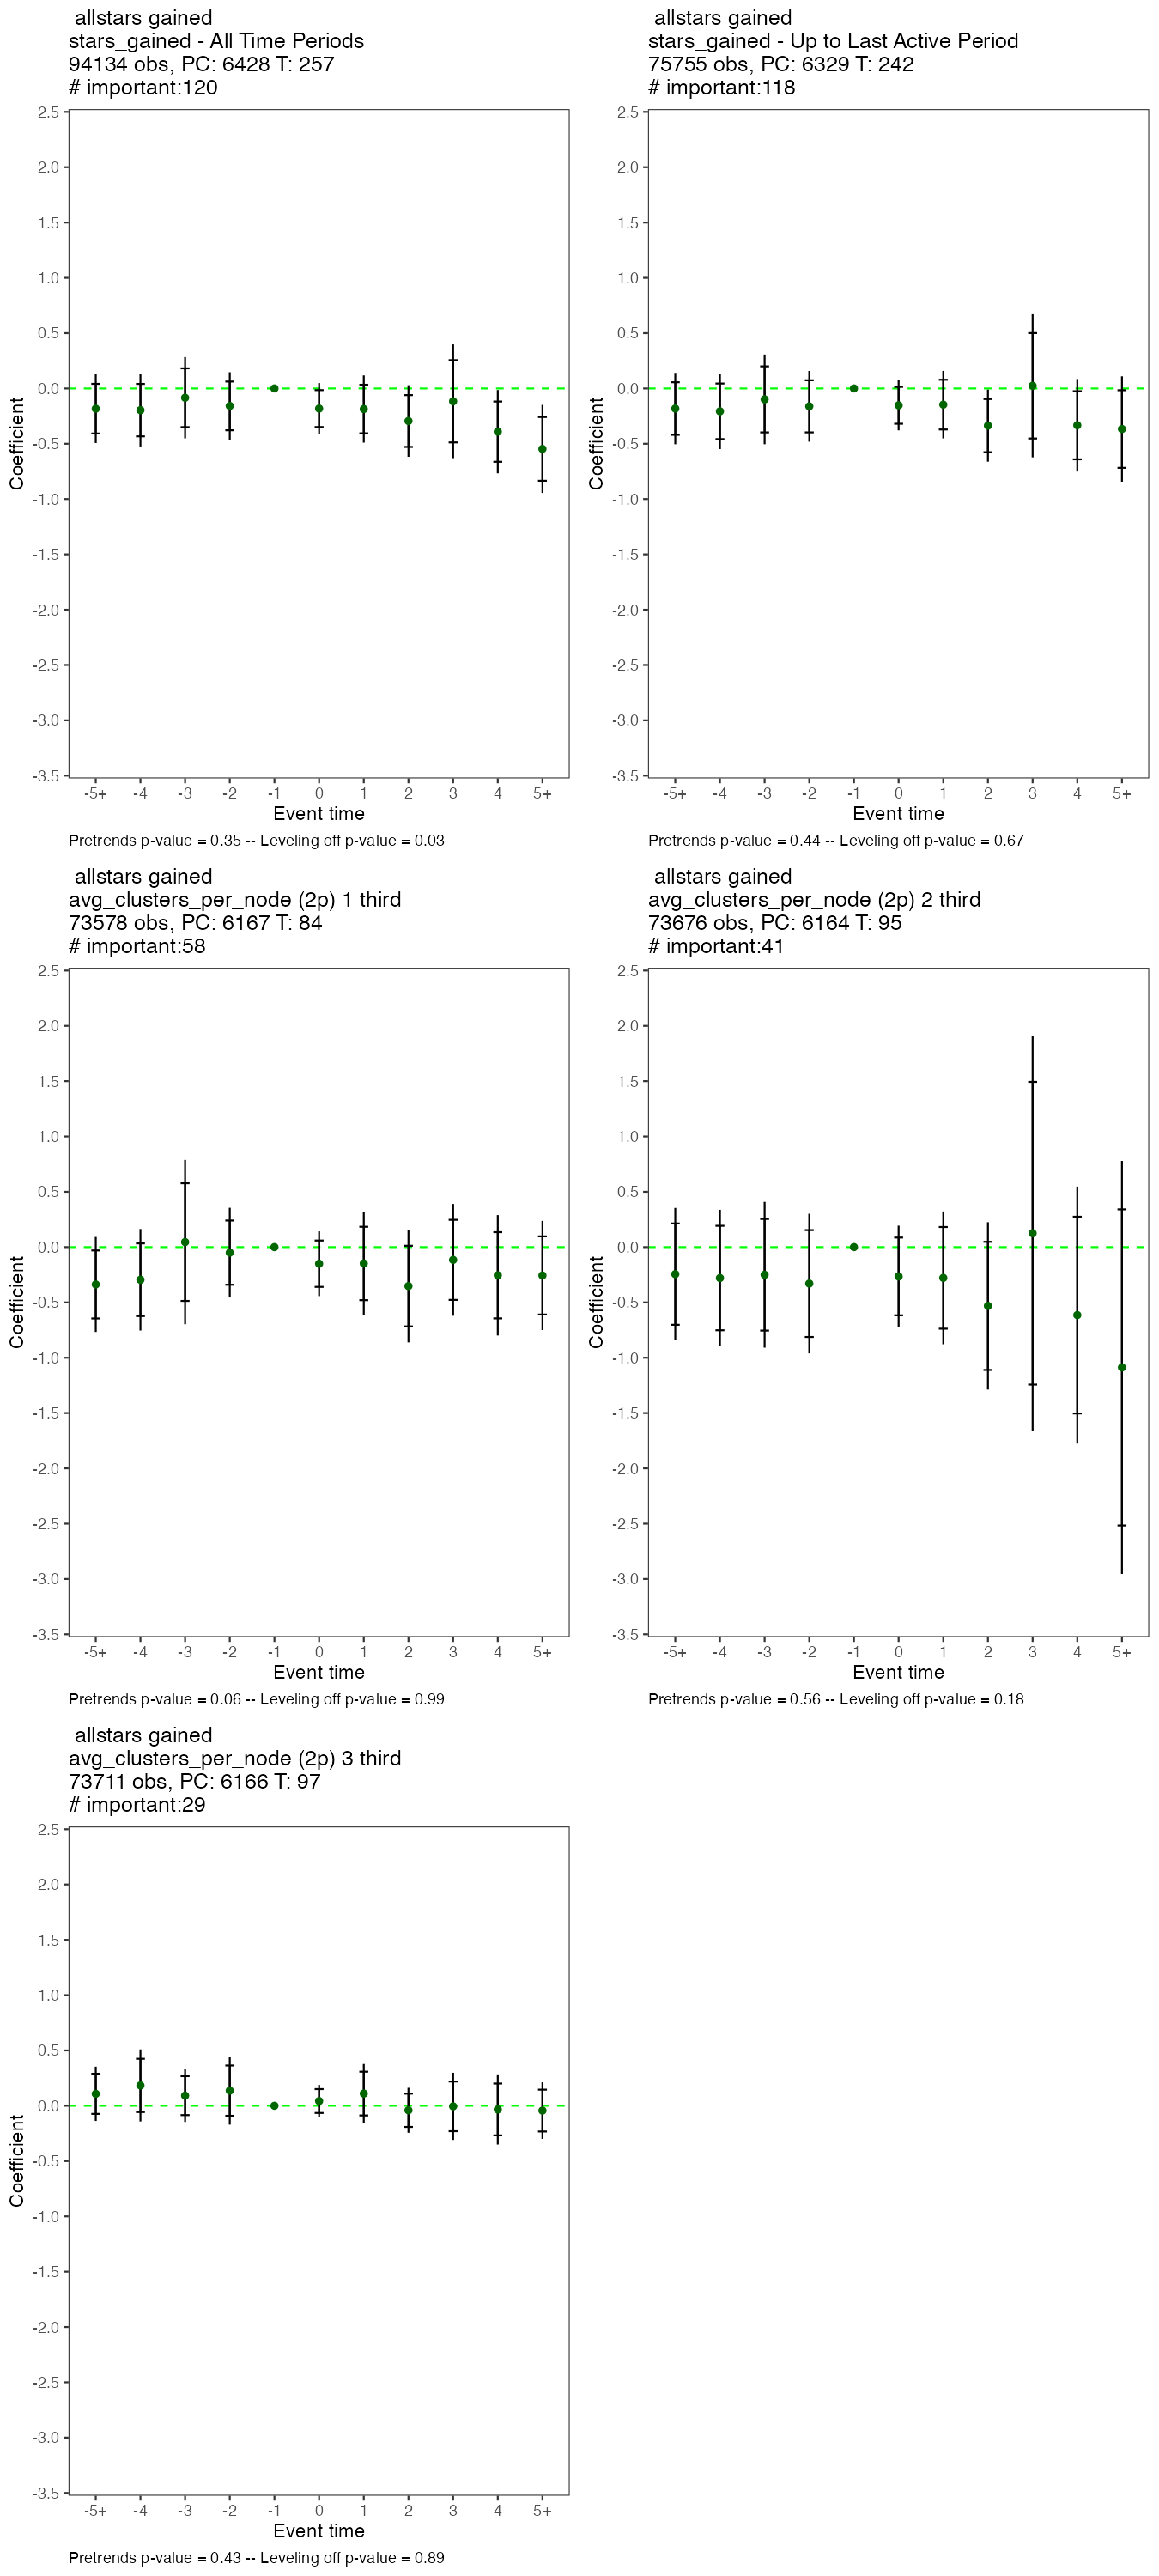 allstars gained
stars_gained - All Time Periods
94134 obs, PC: 6428 T: 257
# important:120
2.5
2.0
1.5
1.0
0.5
0.0
-0.5
-1.0
-1.5
-2.0
-2.5
-3.0
-3.5
Coefficient
-5+ -4 -3 -2 -1 0 1 2 3 4 5+
Event time
Pretrends p-value = 0.35 -- Leveling off p-value = 0.03
allstars gained
stars_gained - Up to Last Active Period
75755 obs, PC: 6329 T: 242
# important:118
2.5
2.0
1.5
1.0
0.5
0.0
-0.5
-1.0
-1.5
-2.0
-2.5
-3.0
-3.5
Coefficient
-5+ -4 -3 -2 -1 0 1 2 3 4 5+
Event time
Pretrends p-value = 0.44 -- Leveling off p-value = 0.67
allstars gained
avg_clusters_per_node (2p) 1 third
73578 obs, PC: 6167 T: 84
# important:58
2.5
2.0
1.5
1.0
0.5
0.0
-0.5
-1.0
-1.5
-2.0
-2.5
-3.0
-3.5
Coefficient
-5+ -4 -3 -2 -1 0 1 2 3 4 5+
Event time
Pretrends p-value = 0.06 -- Leveling off p-value = 0.99
allstars gained
avg_clusters_per_node (2p) 2 third
73676 obs, PC: 6164 T: 95
# important:41
2.5
2.0
1.5
1.0
0.5
0.0
-0.5
-1.0
-1.5
-2.0
-2.5
-3.0
-3.5
Coefficient
-5+ -4 -3 -2 -1 0 1 2 3 4 5+
Event time
Pretrends p-value = 0.56 -- Leveling off p-value = 0.18
allstars gained
avg_clusters_per_node (2p) 3 third
73711 obs, PC: 6166 T: 97
# important:29
2.5
2.0
1.5
1.0
0.5
0.0
-0.5
-1.0
-1.5
-2.0
-2.5
-3.0
-3.5
Coefficient
-5+ -4 -3 -2 -1 0 1 2 3 4 5+
Event time
Pretrends p-value = 0.43 -- Leveling off p-value = 0.89